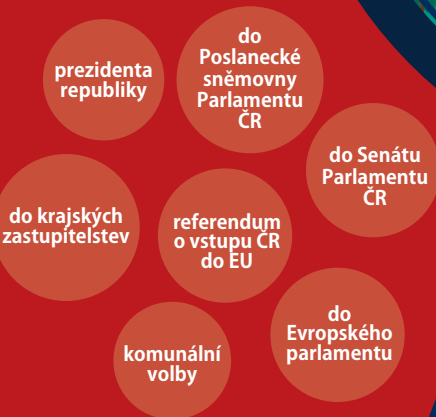 prezidenta
republiky
do
Poslanecké
sněmovny
Parlamentu
ČR
do Senátu
Parlamentu
ČR
do krajských
zastupitelstev
referendum
o vstupu ČR
do EU
do
Evropského
parlamentu
komunální
volby